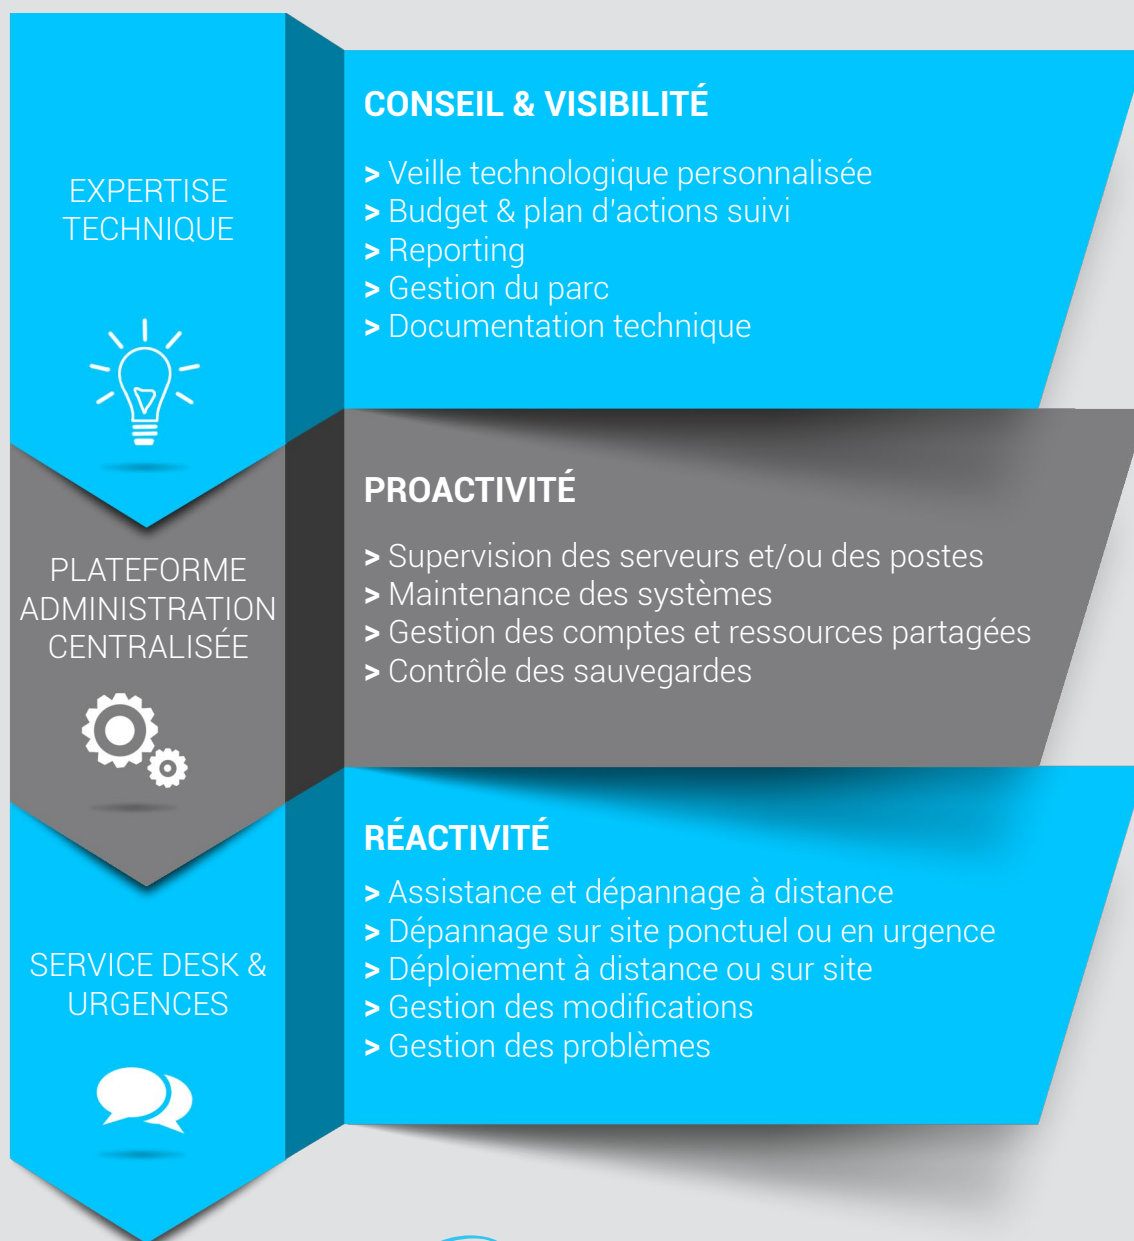 EXPERTISE
TECHNIQUE
CONSEIL & VISIBILITÉ
> Veille technologique personnalisée
> Budget & plan d'actions suivi
> Reporting
> Gestion du parc
> Documentation technique
PLATEFORME
ADMINISTRATION
CENTRALISÉE
PROACTIVITÉ
> Supervision des serveurs et/ou des postes
> Maintenance des systèmes
> Gestion des comptes et ressources partagées
> Contrôle des sauvegardes
SERVICE DESK &
URGENCES
RÉACTIVITÉ
> Assistance et dépannage à distance
> Dépannage sur site ponctuel ou en urgence
> Déploiement à distance ou sur site
> Gestion des modifications
> Gestion des problèmes